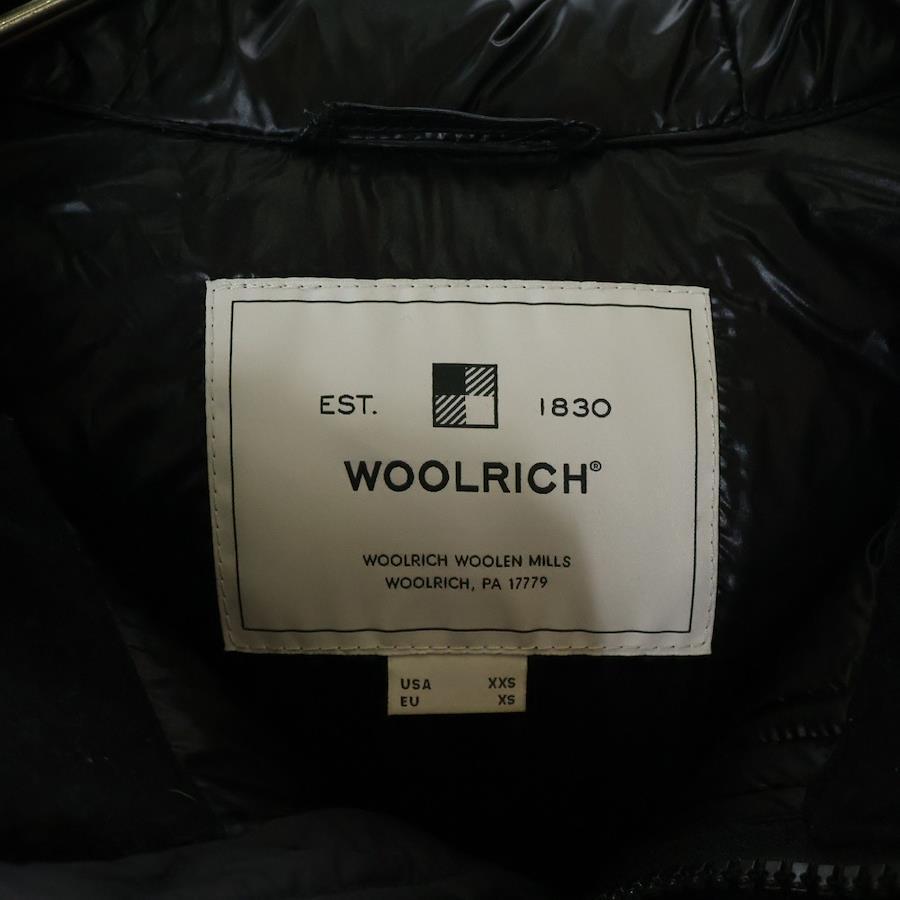 EST. 1830
WOOLRICH®
WOOLRICH WOOLEN MILLS
WOOLRICH, PA 17779
USA XXS
EU XS